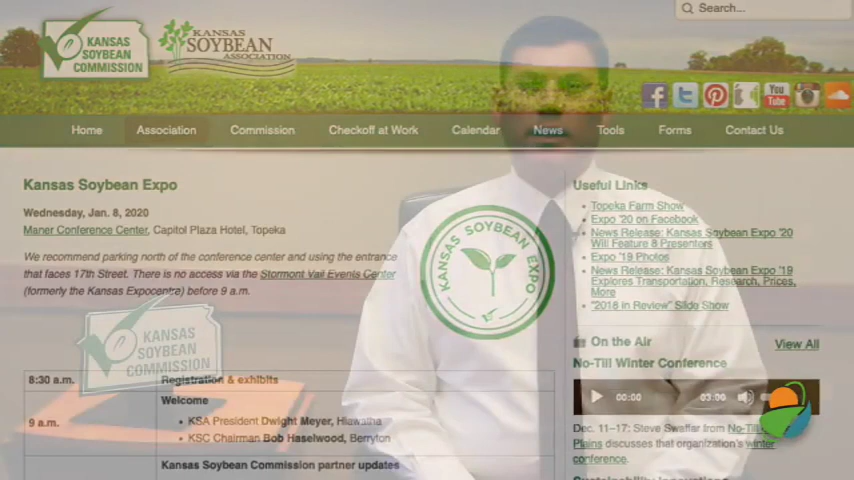 Search...
KANSAS
SOYBEAN
COMMISSION
KANSAS
SOYBEAN
ASSOCIATION
You
Tube
Home Association Commission Checkoff at Work Calendar News Tools Forms Contact Us
Kansas Soybean Expo
Wednesday, Jan. 8, 2020
Maner Conference Center, Capitol Plaza Hotel, Topeka
We recommend parking north of the conference center and using the entrance
that faces 17th Street. There is no access via the Stormont Vail Events Center
(formerly the Kansas Expocentre) before 9 a.m.
KANSAS
SOYBEAN
COMMISSION
KANSAS SOYBEAN EXPO
8:30 a.m. Registration & exhibits
9 a.m.
Welcome
• KSA President Dwight Meyer, Hiawatha
• KSC Chairman Bob Haselwood, Berryton
Kansas Soybean Commission partner updates
Useful Links
• Topeka Farm Show
• Expo '20 on Facebook
• News Release: Kansas Soybean Expo '20
Will Feature 8 Presenters
• Expo '19 Photos
• News Release: Kansas Soybean Expo '19
Explores Transportation, Research, Prices,
More
• "2018 in Review" Slide Show
On the Air View All
No-Till Winter Conference
00:00 03:00
Dec. 11–17: Steve Swaffar from No-Till
Plains discusses that organization's winter
conference.